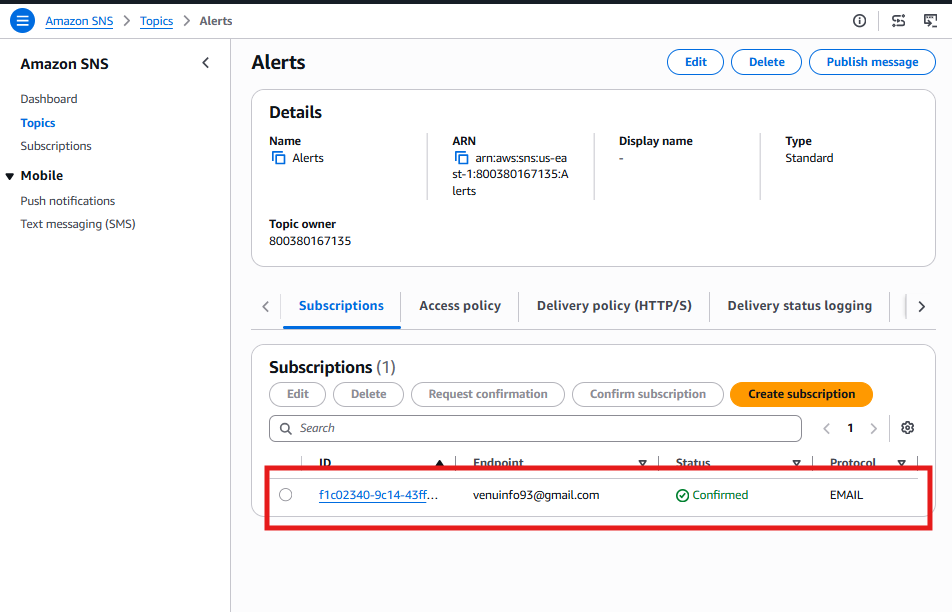 Amazon SNS > Topics > Alerts
Amazon SNS
Dashboard
Topics
Subscriptions
Mobile
Push notifications
Text messaging (SMS)
Alerts
Edit
Delete
Publish message
Details
Name
Alerts
ARN
arn:aws:sns:us-ea
st-1:800380167135:A
lerts
Display name
-
Type
Standard
Topic owner
800380167135
Subscriptions
Access policy
Delivery policy (HTTP/S)
Delivery status logging
Subscriptions (1)
Edit
Delete
Request confirmation
Confirm subscription
Create subscription
Search
1
ID
Endpoint
Status
Protocol
f1c02340-9c14-43ff...
venuinfo93@gmail.com
Confirmed
EMAIL